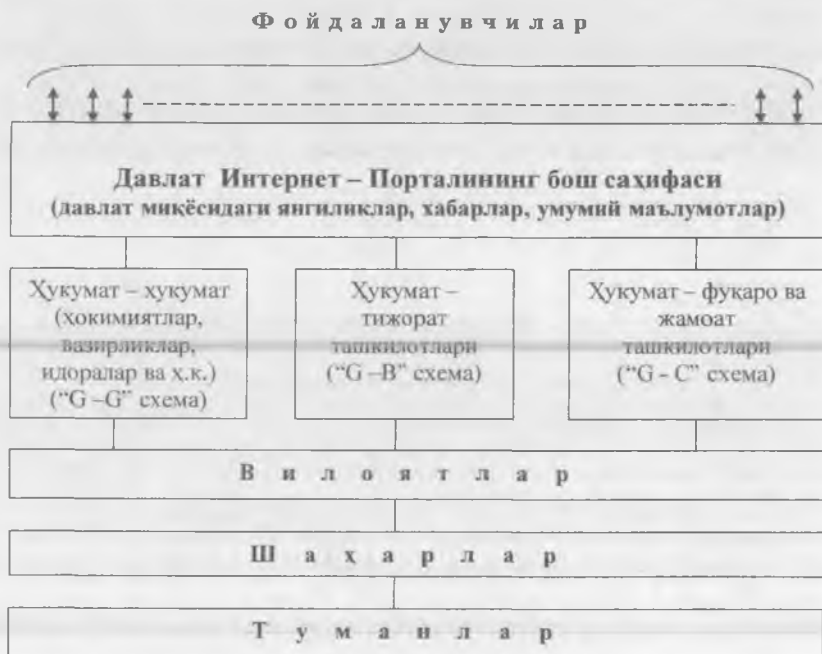 Фойдаланувчилар
Давлат Интернет – Порталининг бош саҳифаси
(давлат миқёсидаги янгиликлар, хабарлар, умумий маълумотлар)
Ҳукумат – ҳукумат
(ҳокимиятлар,
вазирликлар,
идоралар ва ҳ.к.)
(“G –G” схема)
Ҳукумат –
тижорат
ташкилотлари
(“G –B” схема)
Ҳукумат – фуқаро ва
жамоат
ташкилотлари
(“G - C” схема)
Вилоятлар
Шаҳарлар
Туманлар